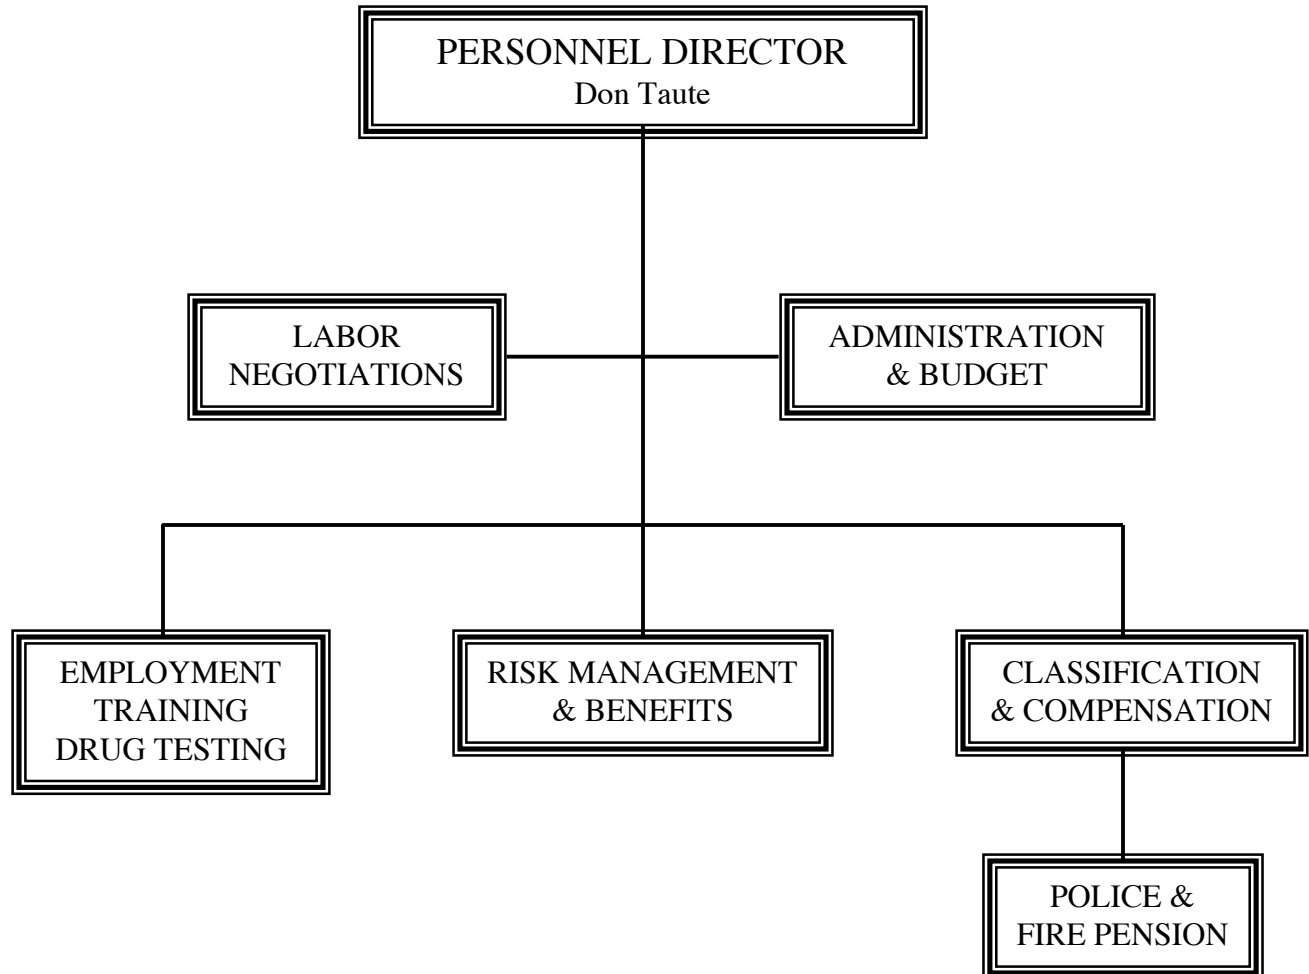 PERSONNEL DIRECTOR
Don Taute
LABOR
NEGOTIATIONS
ADMINISTRATION
& BUDGET
EMPLOYMENT
TRAINING
DRUG TESTING
RISK MANAGEMENT
& BENEFITS
CLASSIFICATION
& COMPENSATION
POLICE &
FIRE PENSION